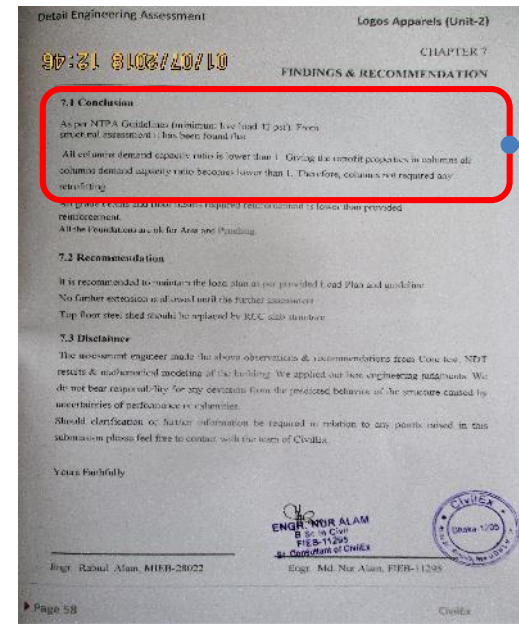 Detail Engineering Assessment
Logos Apparels (Unit-2)
01/07/2018 12:46
CHAPTER 7
FINDINGS & RECOMMENDATION
7.1 Conclusion
As per NTPA Guidelines (minimum live load 42 psf). From
structural assessment it has been found that
All columns demand capacity ratio is lower than 1. Giving the retrofit properties in columns all
columns demand capacity ratio becomes lower than 1. Therefore, columns not required any
retrofitting
All grade beams and floor beams required reinforcement is lower than provided
reinforcement.
All the Foundations are ok for Area and Punching.
7.2 Recommendation
It is recommended to maintain the load plan as per provided Load Plan and guideline
No further extension is allowed until the further assessment
Top floor steel shed should be replaced by RCC slab structure
7.3 Disclaimer
The assessment engineer made the above observations & recommendations from Core test, NDT
results & mathematical modeling of the building. We applied our best engineering judgments. We
do not bear responsibility for any deviation from the predicted behavior of the structure caused by
uncertainties of performance or calamities.
Should clarification or further information be required in relation to any points raised in this
submission please feel free to contact with the team of CivilEx.
Yours Faithfully
ENGR. NUR ALAM
B Sc. in Civil
FIEB-11295
Sr. Consultant of CivilEx
CivilEx
Dhaka-1205
Engr. Rabiul Alam, MIEB-28022
Engr. Md. Nur Alam, FIEB-11295
Page 58
CivilEx